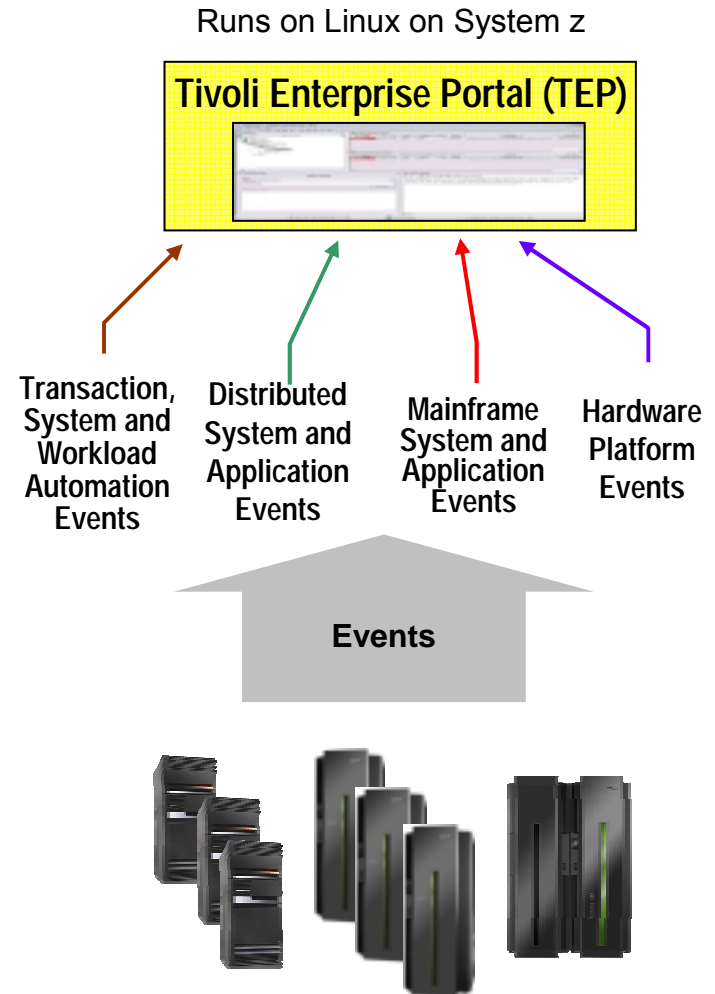 Runs on Linux on System z
Tivoli Enterprise Portal (TEP)
Transaction,
System and
Workload
Automation
Events
Distributed
System and
Application
Events
Mainframe
System and
Application
Events
Hardware
Platform
Events
Events